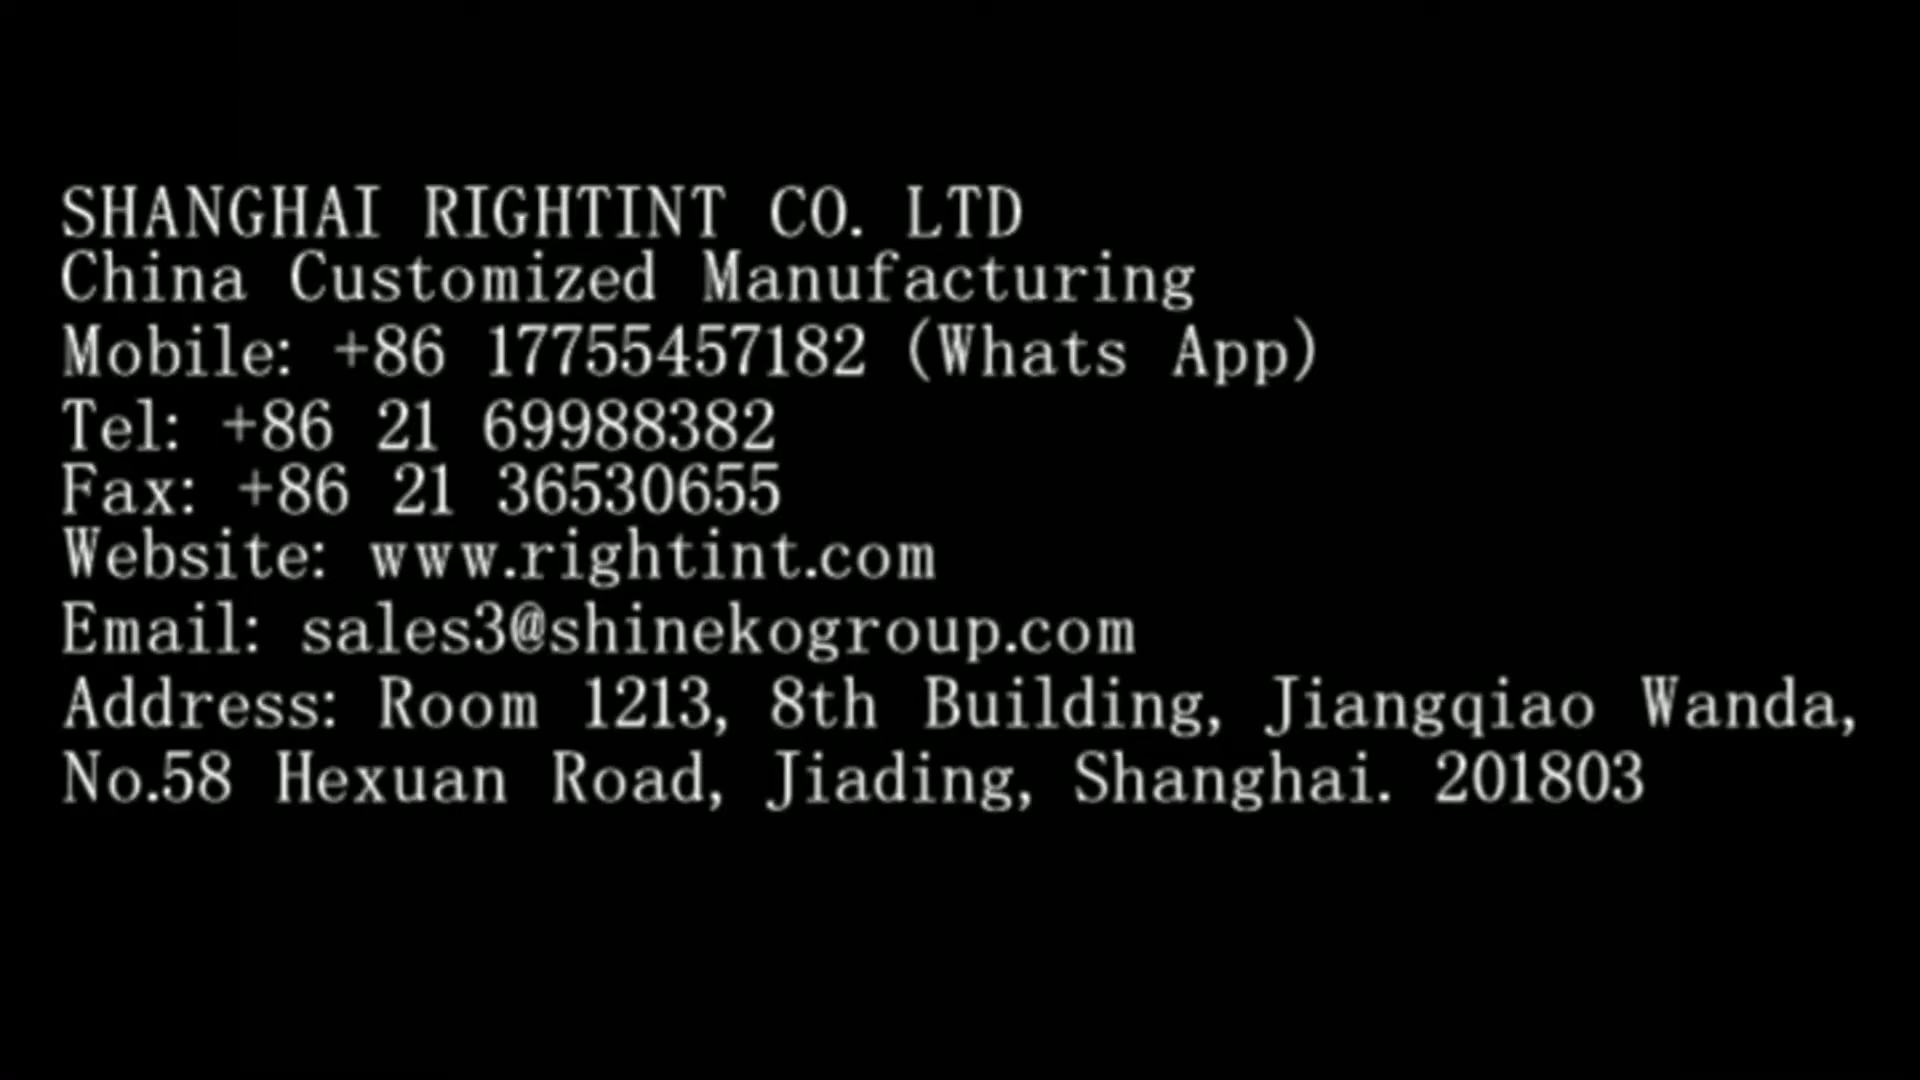 SHANGHAI RIGHTINT CO. LTD
China Customized Manufacturing
Mobile: +86 17755457182 (Whats App)
Tel: +86 21 69988382
Fax: +86 21 36530655
Website: www.rightint.com
Email: sales3@shinekogroup.com
Address: Room 1213, 8th Building, Jiangqiao Wanda,
No.58 Hexuan Road, Jiading, Shanghai. 201803